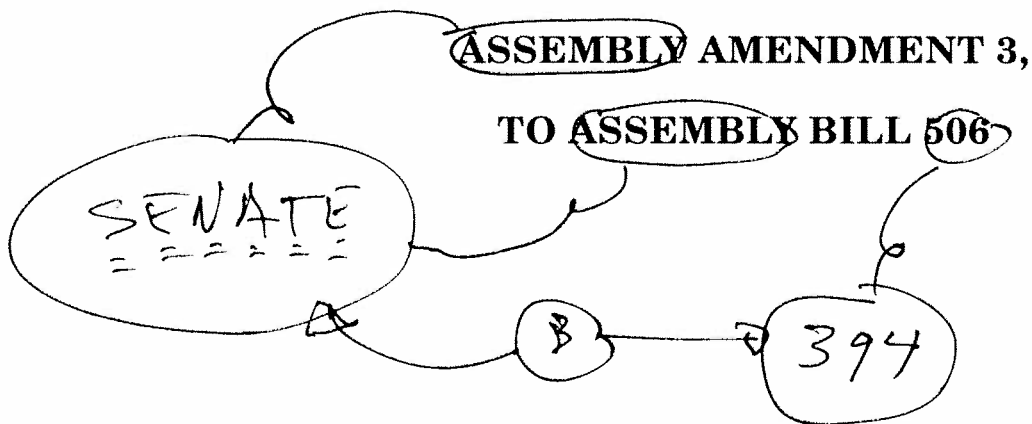 ASSEMBLY AMENDMENT 3,
TO ASSEMBLY BILL 506
SENATE
B
394